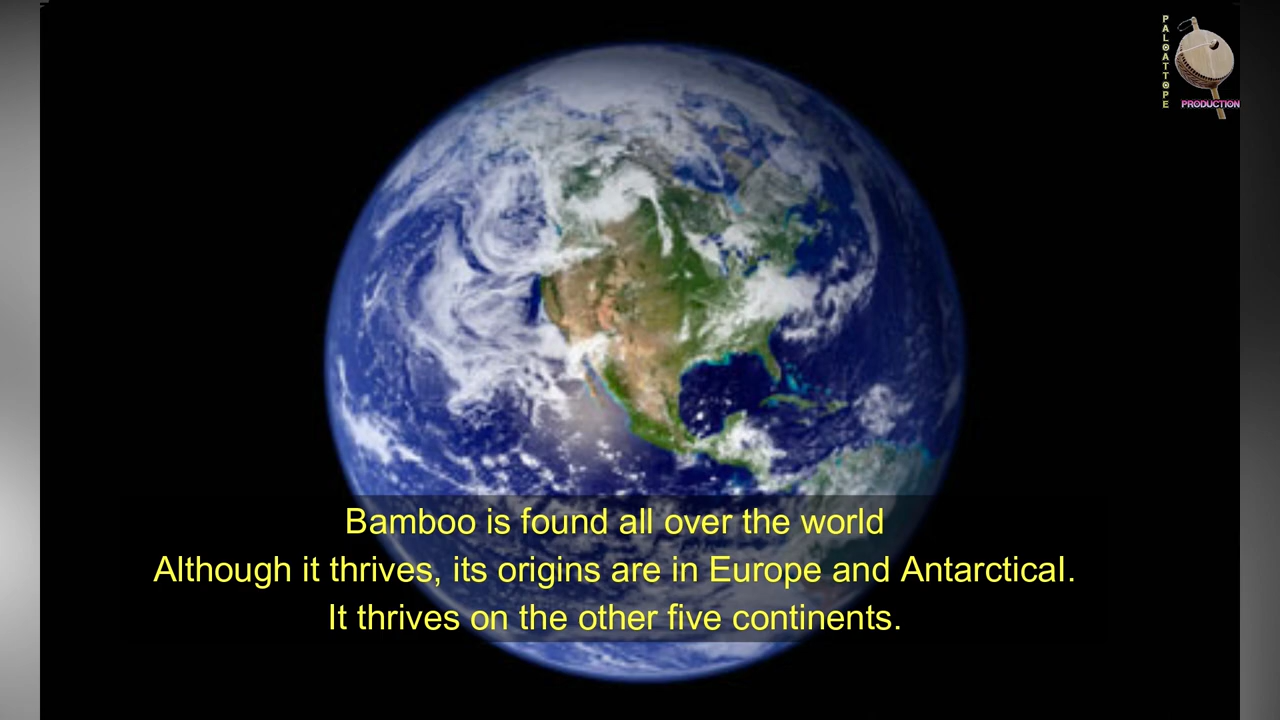 PALOATTOPE
PRODUCTION
Bamboo is found all over the world
Although it thrives, its origins are in Europe and Antarctical.
It thrives on the other five continents.